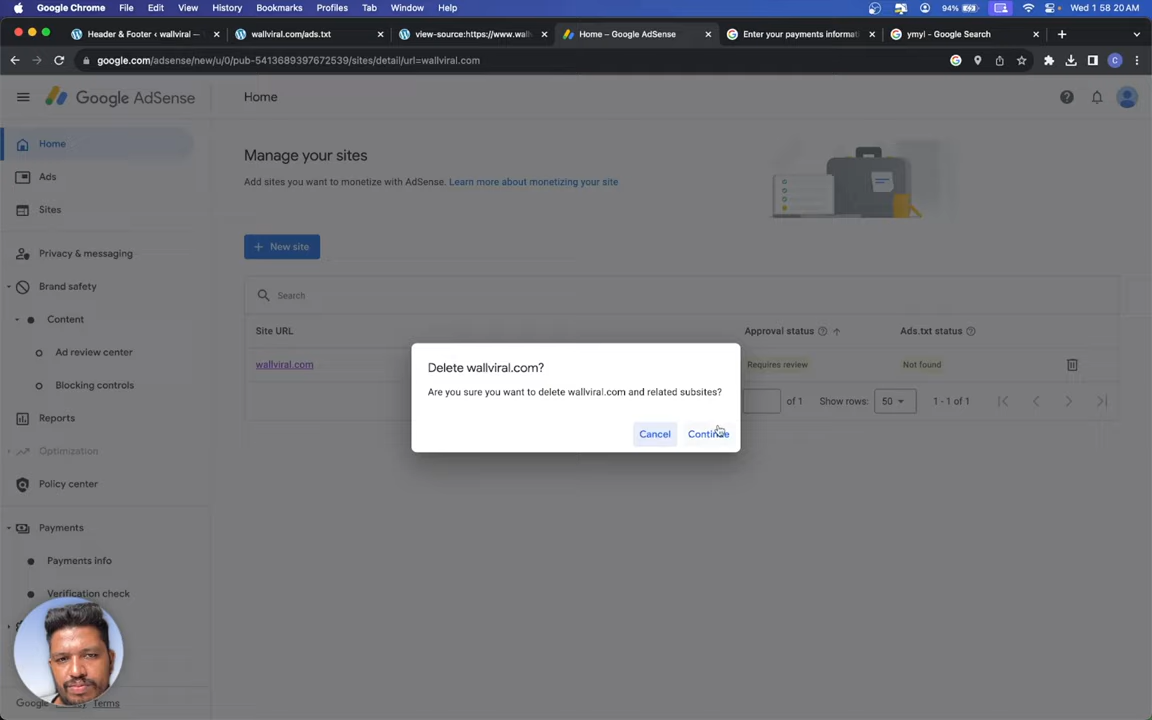 Google Chrome File Edit View History Bookmarks Profiles Tab Window Help 94% Wed 1 58 20 AM
Header & Footer ‹ wallviral — wallviral.com/ads.txt view-source:https://www.wall Home – Google AdSense Enter your payments informati ymyl - Google Search
google.com/adsense/new/u/0/pub-5413689397672539/sites/detail/url=wallviral.com
Google AdSense Home
Home
Manage your sites
Ads
Add sites you want to monetize with AdSense. Learn more about monetizing your site
Sites
+ New site
Privacy & messaging
Brand safety
Search
Content
Site URL Approval status Ads.txt status
Ad review center
wallviral.com Requires review Not found
Delete wallviral.com?
Blocking controls
Are you sure you want to delete wallviral.com and related subsites?
of 1 Show rows: 50 1 - 1 of 1
Reports
Cancel Continue
Optimization
Policy center
Payments
Payments info
Verification check
Google Terms